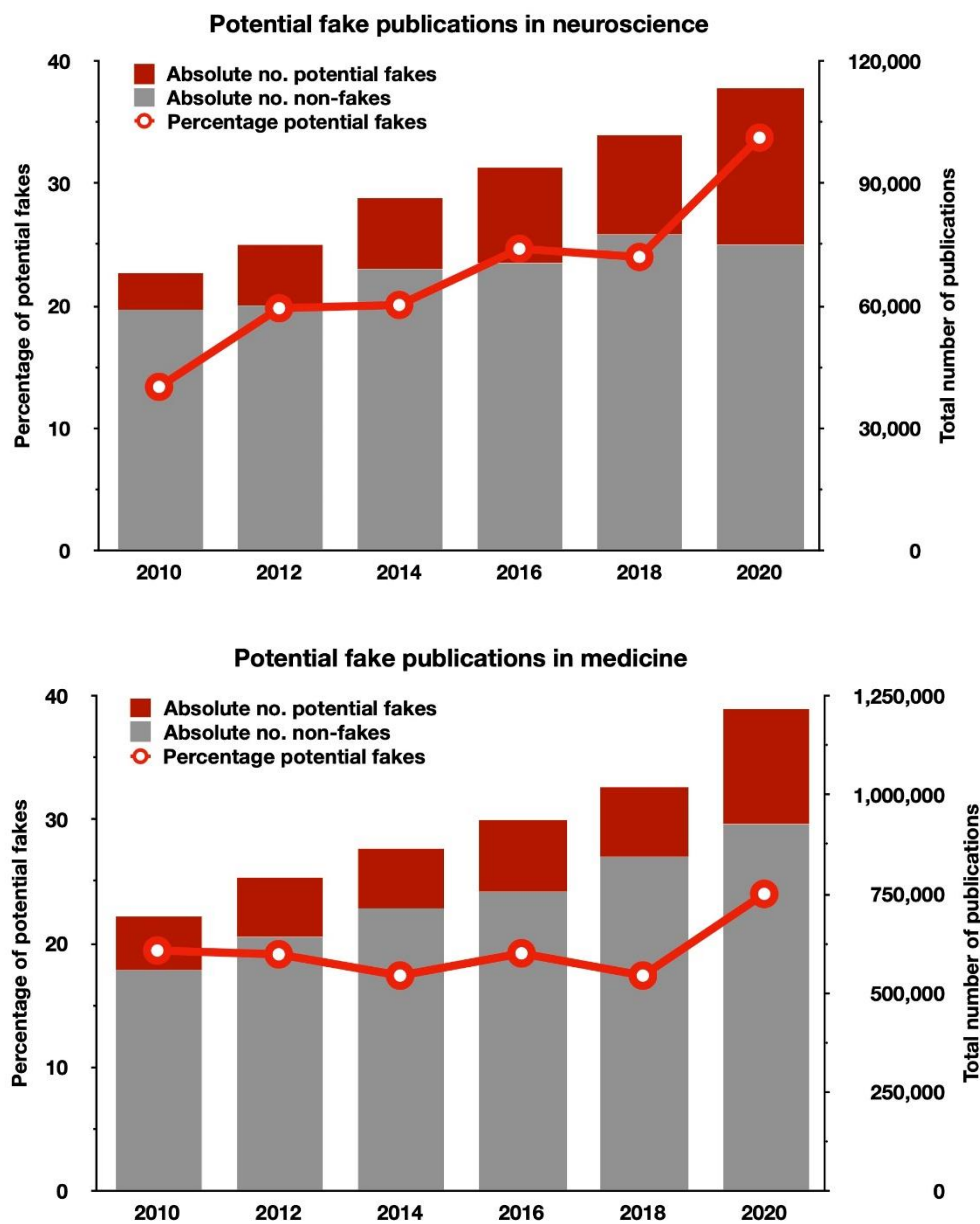 Potential fake publications in neuroscience
40
30
20
10
0
Percentage of potential fakes
Absolute no. potential fakes
Absolute no. non-fakes
Percentage potential fakes
120,000
90,000
60,000
30,000
0
Total number of publications
2010 2012 2014 2016 2018 2020
Potential fake publications in medicine
40
30
20
10
0
Percentage of potential fakes
Absolute no. potential fakes
Absolute no. non-fakes
Percentage potential fakes
1,250,000
1,000,000
750,000
500,000
250,000
0
Total number of publications
2010 2012 2014 2016 2018 2020